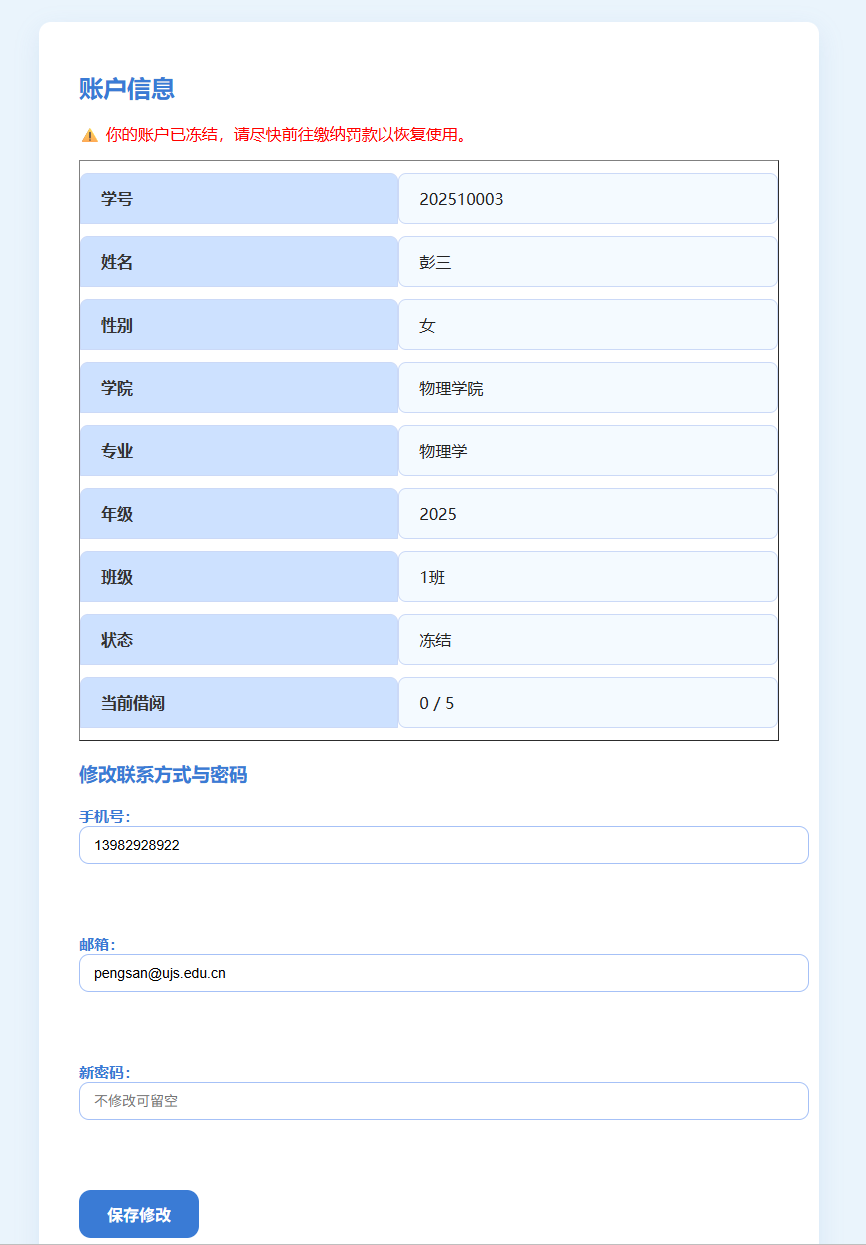 账户信息
⚠️ 你的账户已冻结，请尽快前往缴纳罚款以恢复使用。
学号 202510003
姓名 彭三
性别 女
学院 物理学院
专业 物理学
年级 2025
班级 1班
状态 冻结
当前借阅 0 / 5
修改联系方式与密码
手机号：
13982928922
邮箱：
pengsan@ujs.edu.cn
新密码：
不修改可留空
保存修改